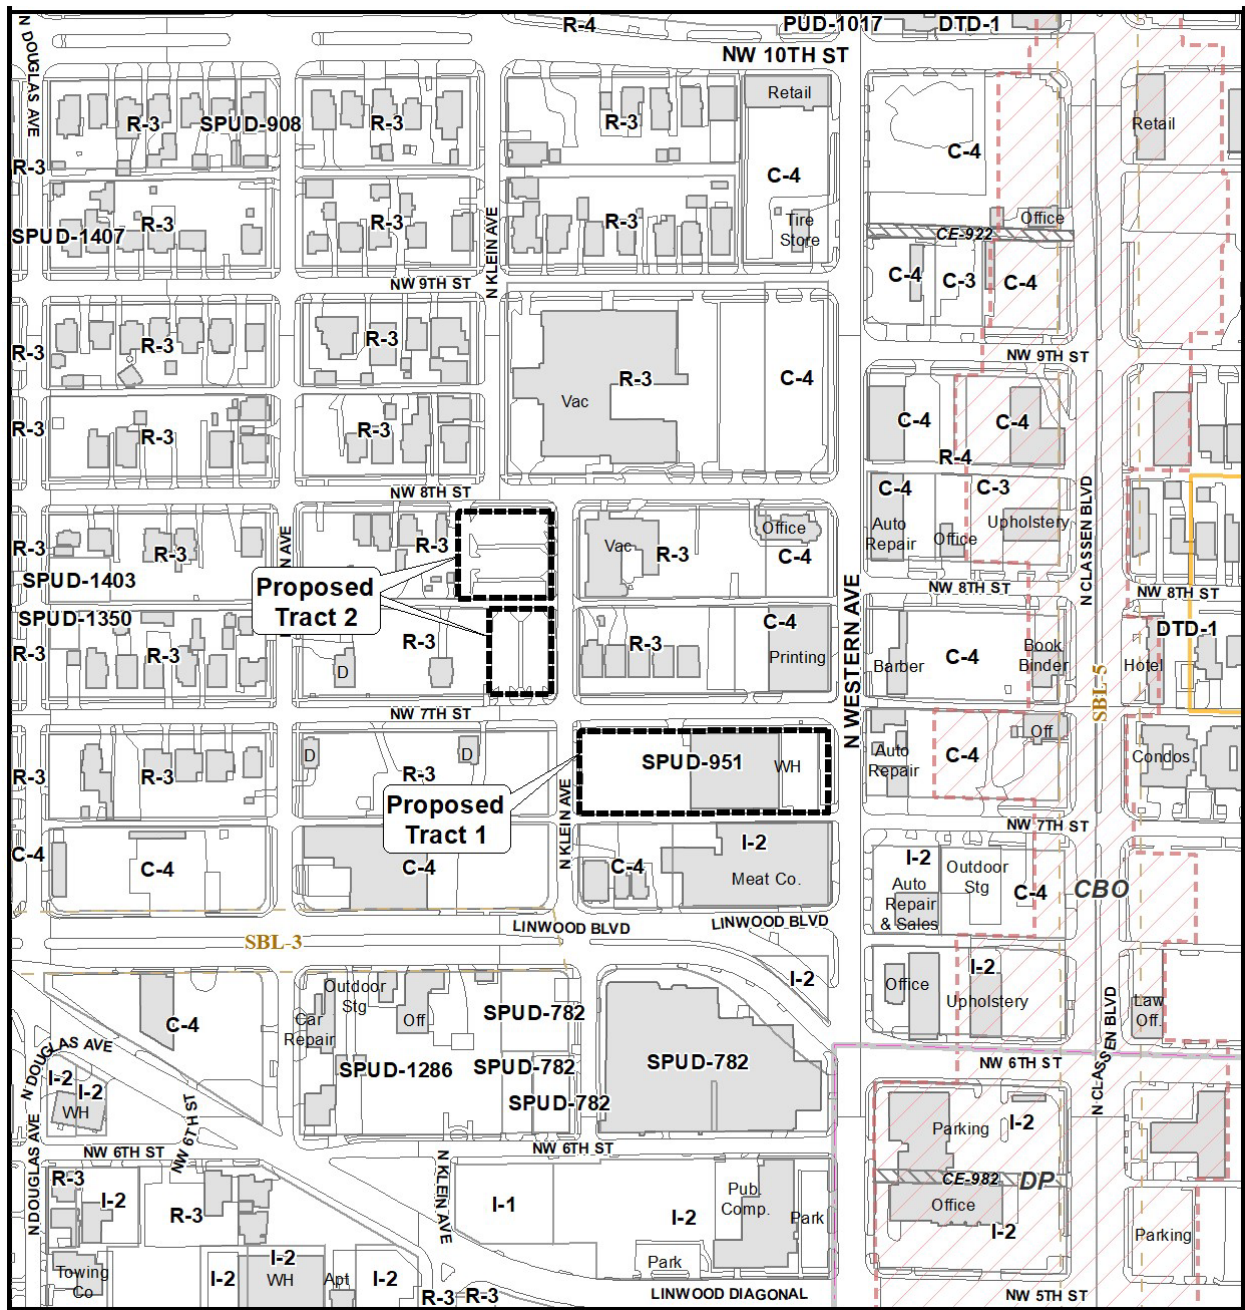 R-4
PUD-1017
DTD-1
NW 10TH ST
N DOUGLAS AVE
Retail
R-3
SPUD-908
R-3
R-3
Retail
C-4
R-3
C-4
R-3
SPUD-1407
R-3
R-3
Tire
Store
Office
CE-922
N KLEIN AVE
NW 9TH ST
C-4
C-3
C-4
R-3
R-3
R-3
NW 9TH ST
R-3
C-4
Vac
R-3
R-3
R-3
C-4
C-4
R-4
NW 8TH ST
C-4
C-3
N CLASSEN BLVD
Auto
Repair
Office
Upholstery
Office
Vac
R-3
C-4
R-3
R-3
R-3
SPUD-1403
Proposed
Tract 2
NW 8TH ST
NW 8TH ST
SPUD-1350
C-4
DTD-1
R-3
R-3
R-3
R-3
Printing
Barber
C-4
Book
Binder
Hotel
D
SBL-5
N WESTERN AVE
NW 7TH ST
SPUD-951
WH
Auto
Repair
C-4
Off
Condos
R-3
R-3
D
D
R-3
Proposed
Tract 1
N KLEIN AVE
NW 7TH ST
C-4
C-4
C-4
C-4
I-2
Meat Co.
I-2
Auto
Repair
& Sales
Outdoor
Stg
C-4
CBO
LINWOOD BLVD
LINWOOD BLVD
SBL-3
I-2
Office
I-2
Upholstery
Law
Off.
Outdoor
Stg
Car
Repair
Off
SPUD-782
C-4
SPUD-1286
SPUD-782
SPUD-782
SPUD-782
N CLASSEN BLVD
NW 6TH ST
N DOUGLAS AVE
I-2
I-2
WH
NW 6TH ST
Parking
I-2
NW 6TH ST
NW 6TH ST
N DOUGLAS AVE
N KLEIN AVE
CE-982
DP
Office
I-2
R-3
I-2
R-3
I-1
I-2
Pub.
Comp.
Park
Parking
Park
Towing
Co
I-2
I-2
WH
Apt
I-2
R-3
R-3
LINWOOD DIAGONAL
NW 5TH ST